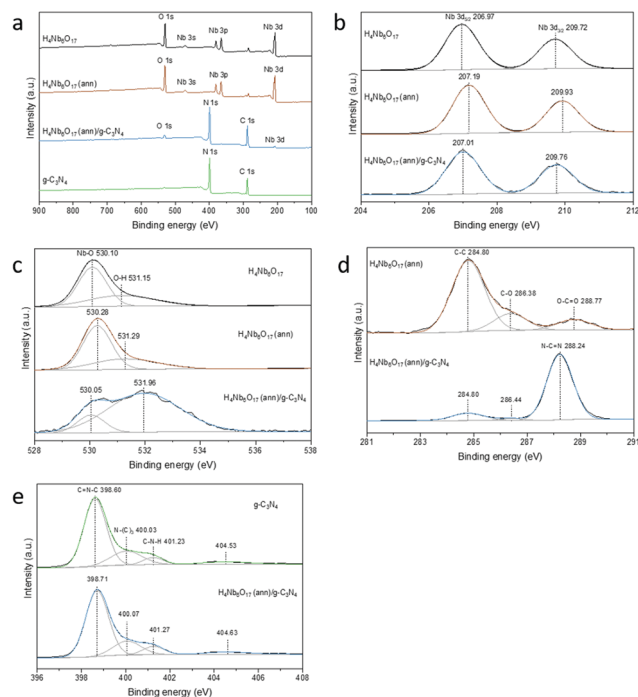 a
O 1s
Nb 3s
Nb 3p
Nb 3d
H₄Nb₆O₁₇
O 1s
Nb 3s
Nb 3p
Nb 3d
H₄Nb₆O₁₇ (ann)
N 1s
O 1s
C 1s
Nb 3d
H₄Nb₆O₁₇ (ann)/g-C₃N₄
N 1s
C 1s
g-C₃N₄
Intensity (a.u.)
900 800 700 600 500 400 300 200 100
Binding energy (eV)
b
Nb 3d₅/₂ 206.97
Nb 3d₃/₂ 209.72
H₄Nb₆O₁₇
207.19
209.93
H₄Nb₆O₁₇ (ann)
207.01
209.76
H₄Nb₆O₁₇ (ann)/g-C₃N₄
Intensity (a.u.)
204 206 208 210 212
Binding energy (eV)
c
Nb-O 530.10
O-H 531.15
H₄Nb₆O₁₇
530.28
531.29
H₄Nb₆O₁₇ (ann)
530.05
531.96
H₄Nb₆O₁₇ (ann)/g-C₃N₄
Intensity (a.u.)
528 530 532 534 536 538
Binding energy (eV)
d
C-C 284.80
H₄Nb₆O₁₇ (ann)
C-O 286.38
O-C=O 288.77
N-C=N 288.24
H₄Nb₆O₁₇ (ann)/g-C₃N₄
284.80
286.44
Intensity (a.u.)
281 283 285 287 289 291
Binding energy (eV)
e
C=N-C 398.60
g-C₃N₄
N-(C)₃ 400.03
C-N-H 401.23
404.53
398.71
H₄Nb₆O₁₇ (ann)/g-C₃N₄
400.07
401.27
404.63
Intensity (a.u.)
396 398 400 402 404 406 408
Binding energy (eV)